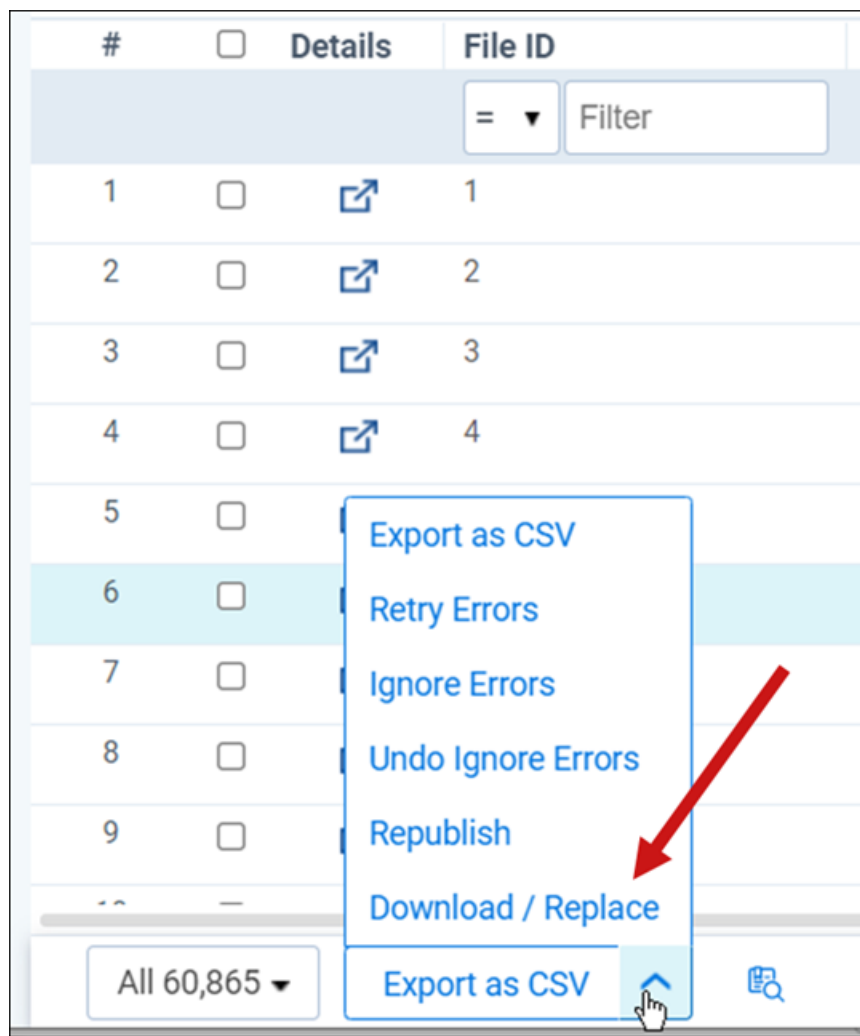 # Details File ID
= Filter
1 1
2 2
3 3
4 4
5
6
7
8
9
Export as CSV
Retry Errors
Ignore Errors
Undo Ignore Errors
Republish
Download / Replace
All 60,865 Export as CSV